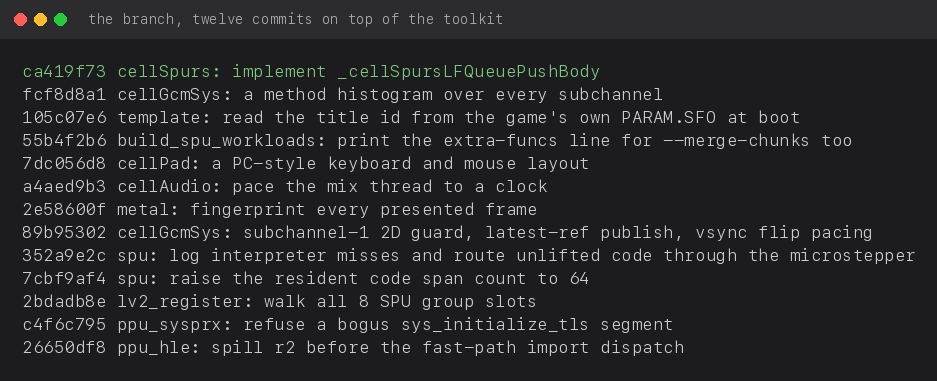 the branch, twelve commits on top of the toolkit
ca419f73 cellSpurs: implement _cellSpursLFQueuePushBody
fcf8d8a1 cellGcmSys: a method histogram over every subchannel
105c07e6 template: read the title id from the game's own PARAM.SFO at boot
55b4f2b6 build_spu_workloads: print the extra-funcs line for --merge-chunks too
7dc056d8 cellPad: a PC-style keyboard and mouse layout
a4aed9b3 cellAudio: pace the mix thread to a clock
2e58600f metal: fingerprint every presented frame
89b95302 cellGcmSys: subchannel-1 2D guard, latest-ref publish, vsync flip pacing
352a9e2c spu: log interpreter misses and route unlifted code through the microstepper
7cbf9af4 spu: raise the resident code span count to 64
2bdadb8e lv2_register: walk all 8 SPU group slots
c4f6c795 ppu_sysprx: refuse a bogus sys_initialize_tls segment
26650df8 ppu_hle: spill r2 before the fast-path import dispatch